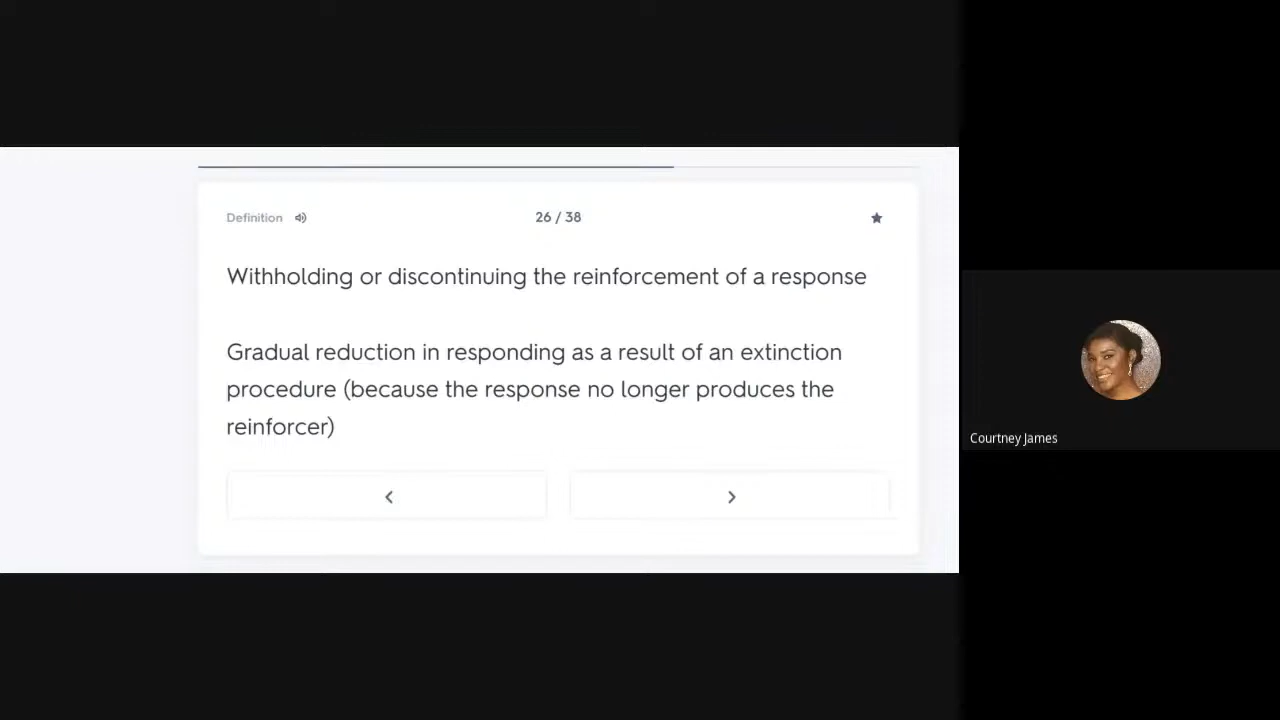 Definition
26 / 38
Withholding or discontinuing the reinforcement of a response
Gradual reduction in responding as a result of an extinction
procedure (because the response no longer produces the
reinforcer)
Courtney James